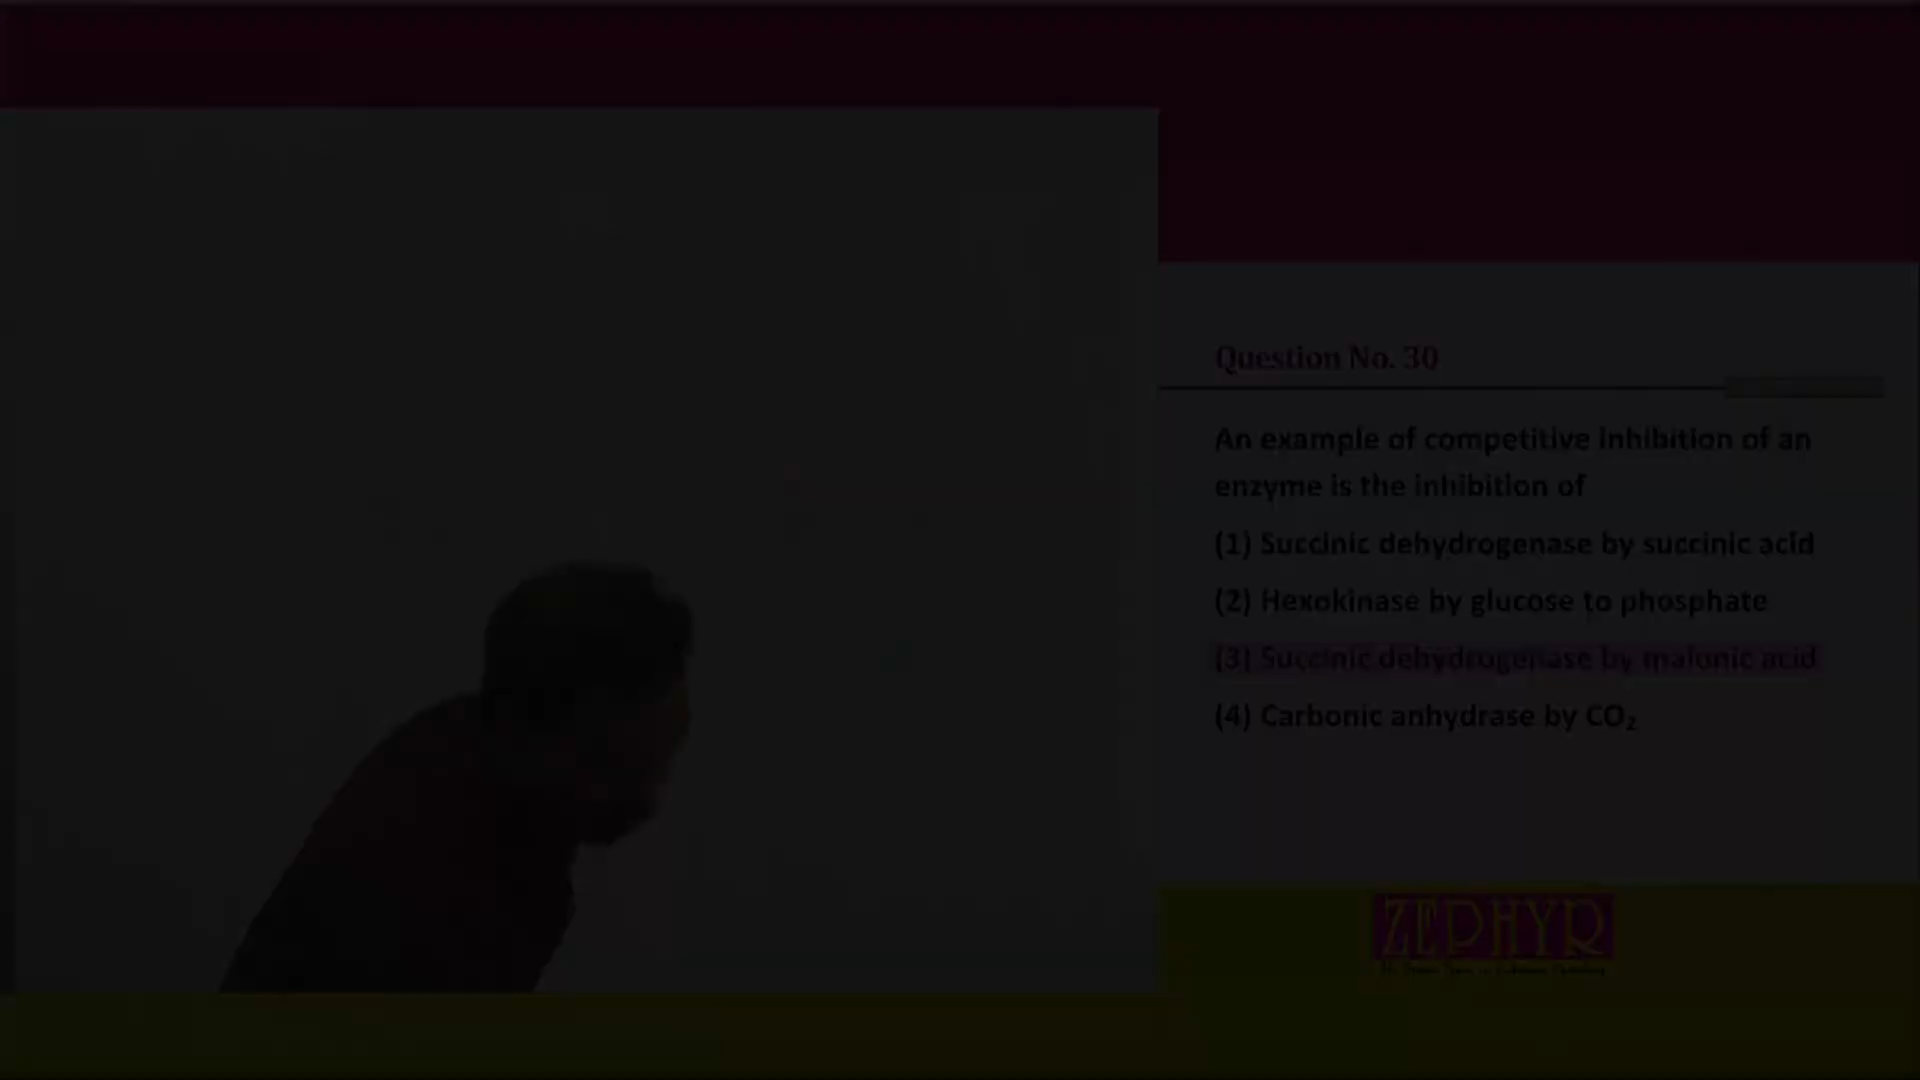 Question No. 30
An example of competitive inhibition of an
enzyme is the inhibition of
(1) Succinic dehydrogenase by succinic acid
(2) Hexokinase by glucose to phosphate
(3) Succinic dehydrogenase by malonic acid
(4) Carbonic anhydrase by CO₂
ZEPHYR